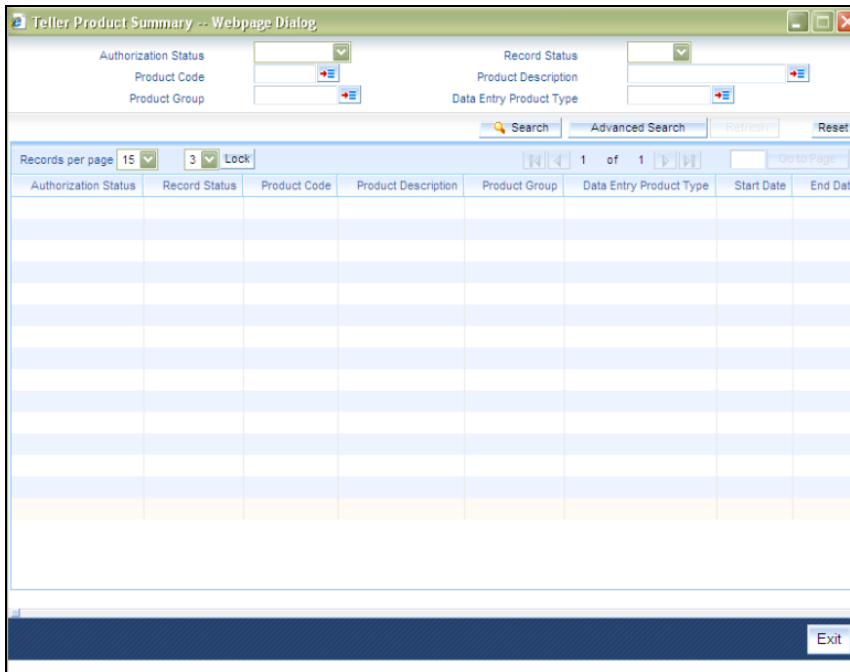 Teller Product Summary -- Webpage Dialog
Authorization Status Record Status
Product Code Product Description
Product Group Data Entry Product Type
Search Advanced Search Refresh Reset
Records per page 15 3 Lock 1 of 1 Go to Page
Authorization Status Record Status Product Code Product Description Product Group Data Entry Product Type Start Date End Dat
Exit